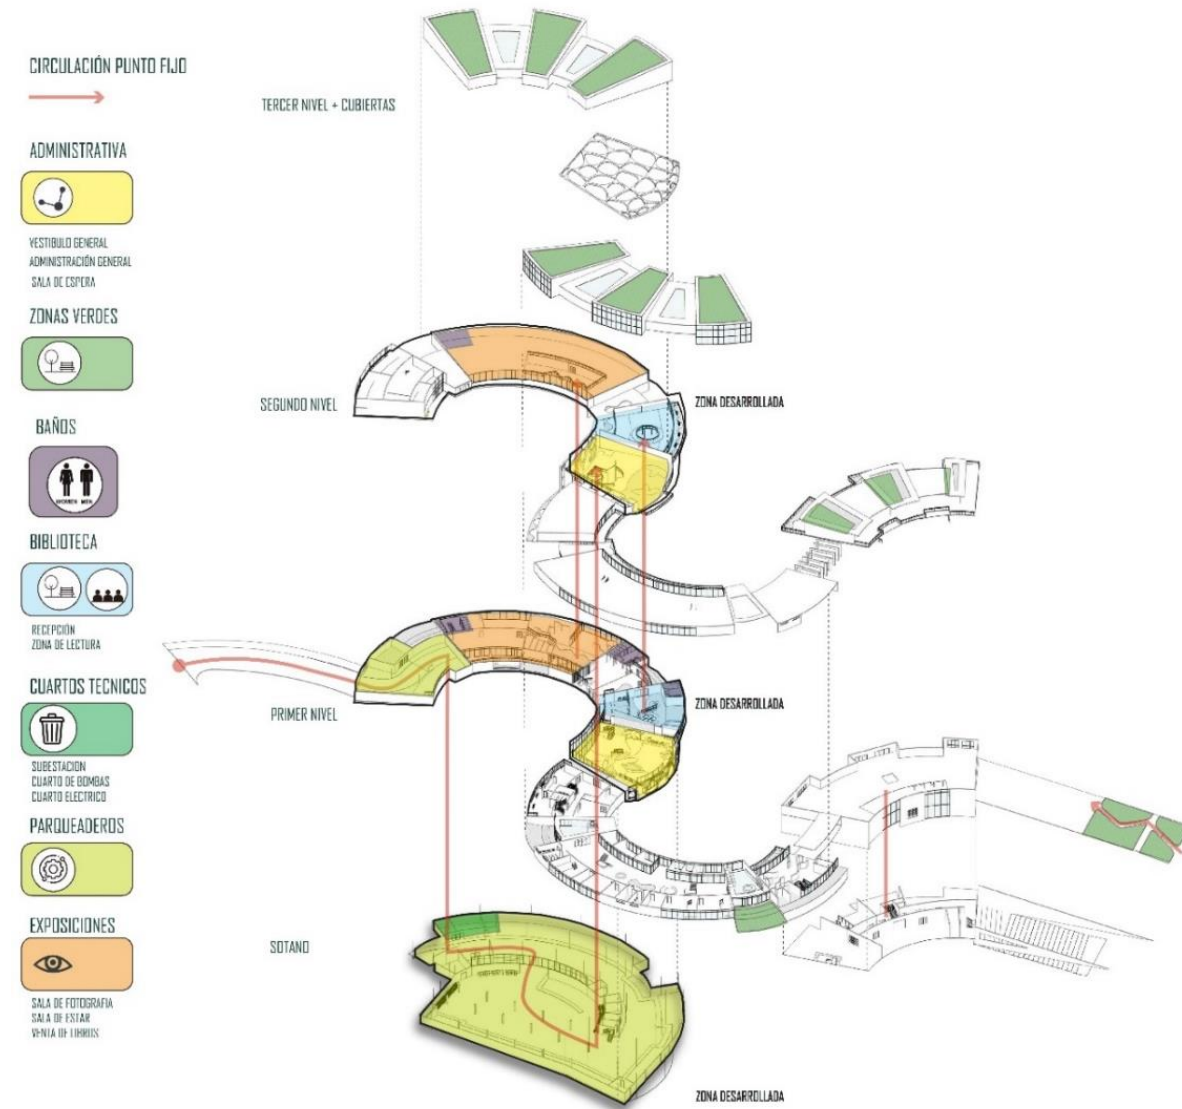 CIRCULACIÓN PUNTO FIJO
ADMINISTRATIVA
VESTIBULO GENERAL
ADMINISTRACIÓN GENERAL
SALA DE ESPERA
ZONAS VERDES
BAÑOS
BIBLIOTECA
RECEPCIÓN
ZONA DE LECTURA
CUARTOS TECNICOS
SUBESTACION
CUARTO DE BOMBAS
CUARTO ELECTRICO
PARQUEADEROS
EXPOSICIONES
SALA DE FOTOGRAFIA
SALA DE ESTAR
VENTA DE LIBROS
TERCER NIVEL + CUBIERTAS
SEGUNDO NIVEL
ZONA DESARROLLADA
PRIMER NIVEL
ZONA DESARROLLADA
SOTANO
ZONA DESARROLLADA